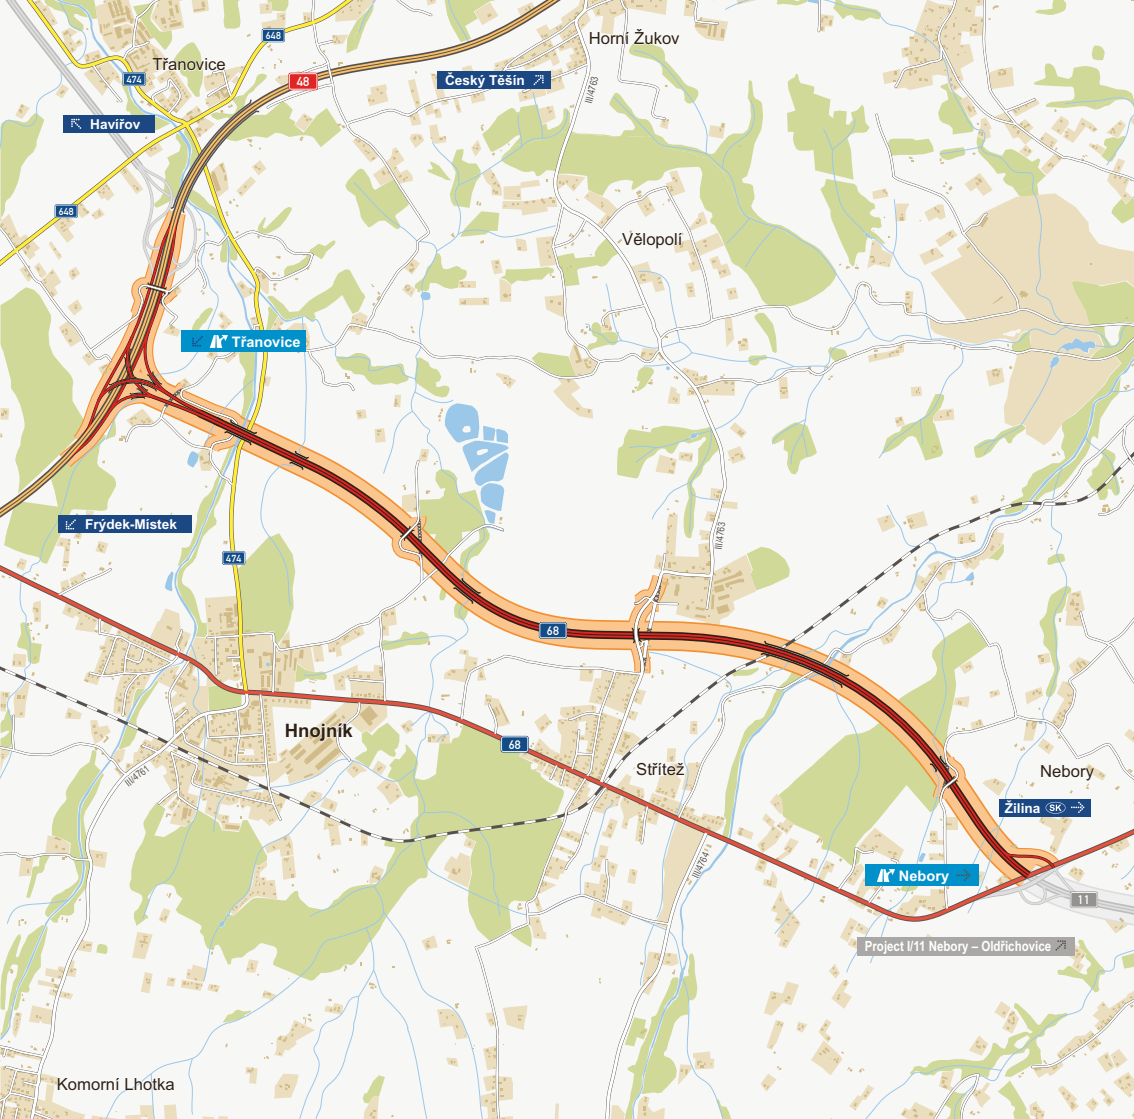 Horní Žukov
648
Třanovice
474
48
Český Těšín
III/4763
Havířov
648
Vělopolí
Třanovice
Frýdek-Místek
III/4763
474
68
Hnojník
68
Střítež
Nebory
III/4761
Žilina SK
III/4764
Nebory
11
Project I/11 Nebory – Oldřichovice
Komorní Lhotka